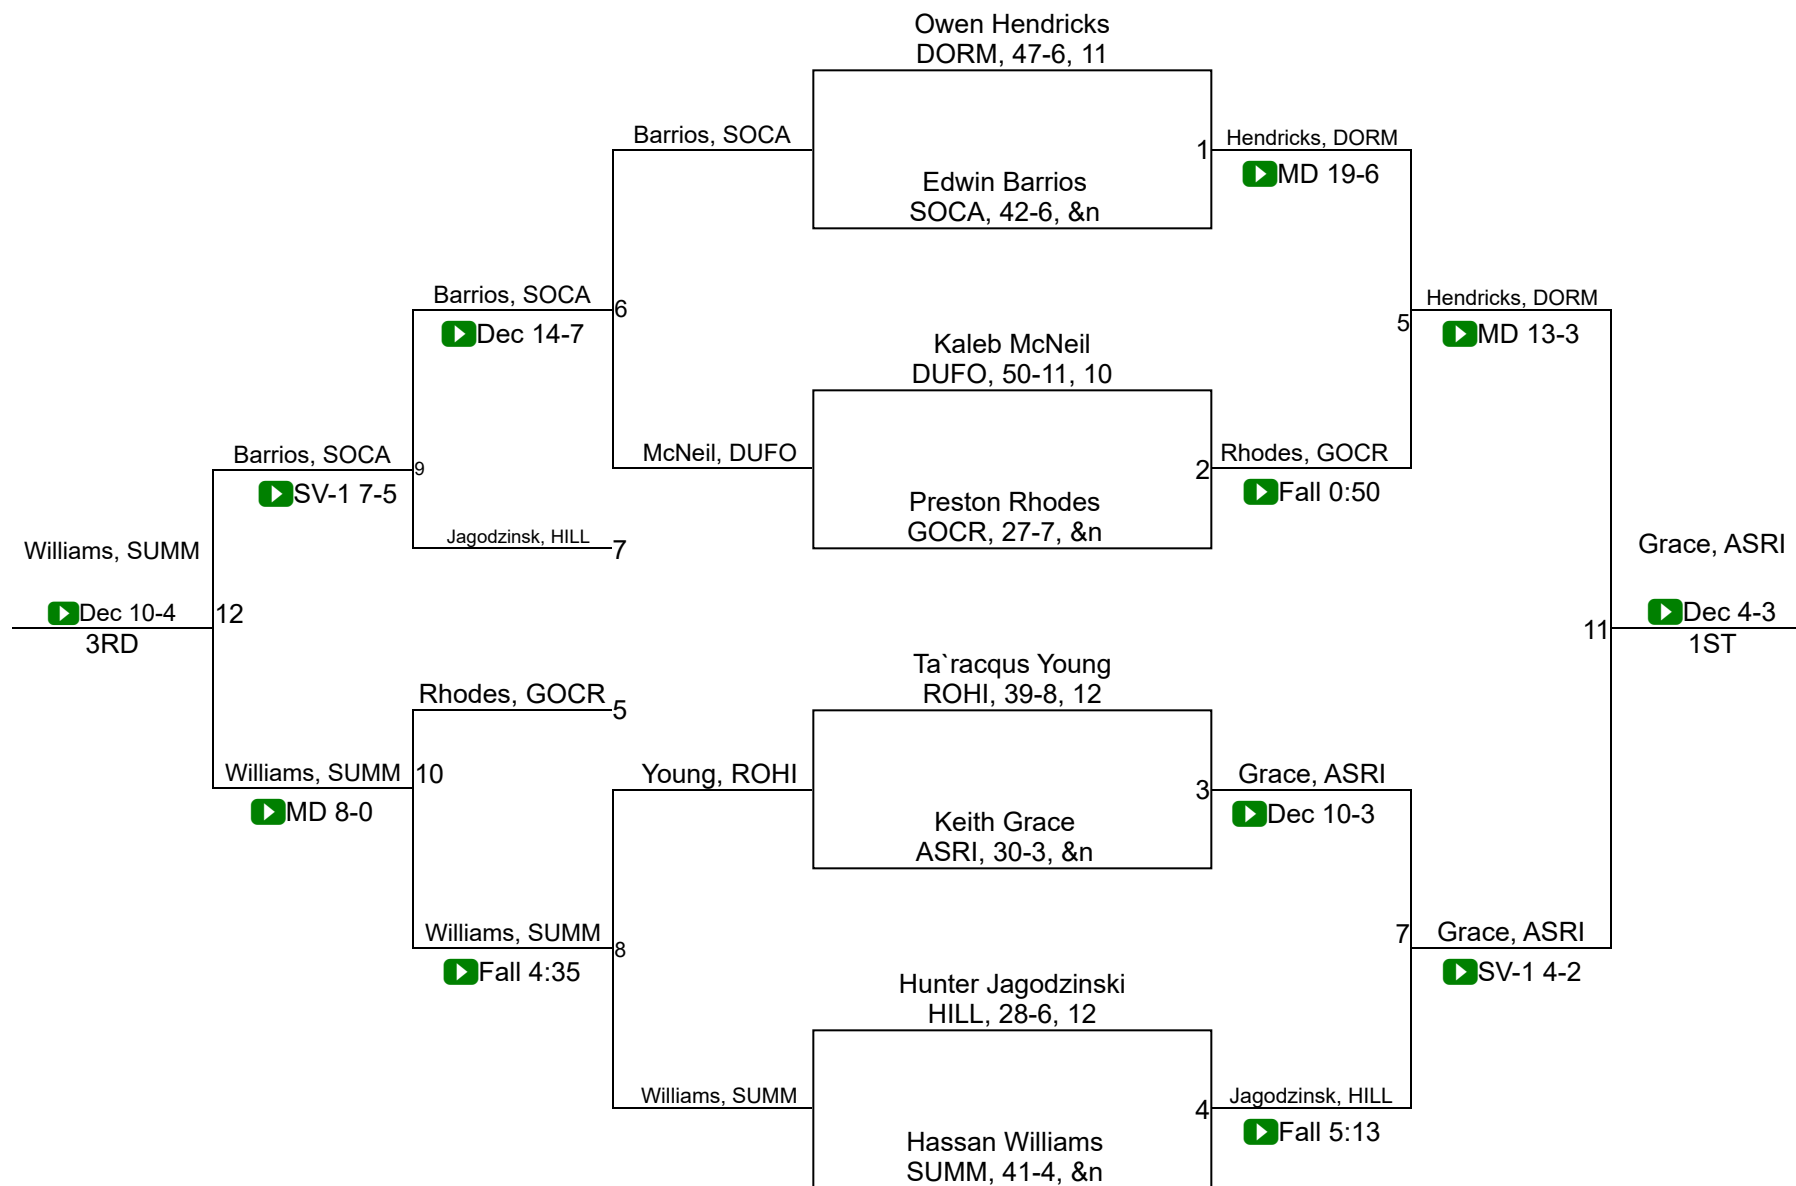 Owen Hendricks
DORM, 47-6, 11
Barrios, SOCA
1
Hendricks, DORM
MD 19-6
Edwin Barrios
SOCA, 42-6, &n
Barrios, SOCA
6
Dec 14-7
Hendricks, DORM
5
MD 13-3
Kaleb McNeil
DUFO, 50-11, 10
Barrios, SOCA
9
SV-1 7-5
McNeil, DUFO
2
Rhodes, GOCR
Fall 0:50
Preston Rhodes
GOCR, 27-7, &n
Jagodzinsk, HILL
7
Williams, SUMM
Grace, ASRI
Dec 10-4
12
3RD
11
Dec 4-3
1ST
Ta`racqus Young
ROHI, 39-8, 12
Rhodes, GOCR
5
Williams, SUMM
10
MD 8-0
Young, ROHI
3
Grace, ASRI
Dec 10-3
Keith Grace
ASRI, 30-3, &n
Williams, SUMM
8
Fall 4:35
7
Grace, ASRI
SV-1 4-2
Hunter Jagodzinski
HILL, 28-6, 12
Williams, SUMM
4
Jagodzinsk, HILL
Fall 5:13
Hassan Williams
SUMM, 41-4, &n